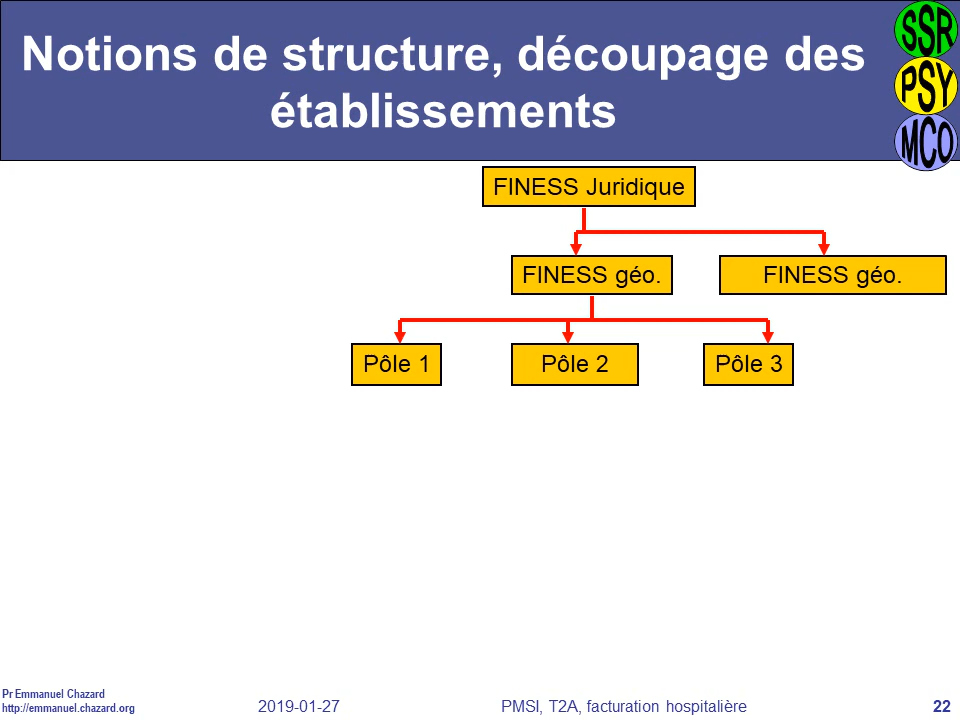 Notions de structure, découpage des
établissements
SSR
PSY
MCO
FINESS Juridique
FINESS géo.
FINESS géo.
Pôle 1
Pôle 2
Pôle 3
Pr Emmanuel Chazard
http://emmanuel.chazard.org
2019-01-27
PMSI, T2A, facturation hospitalière
22